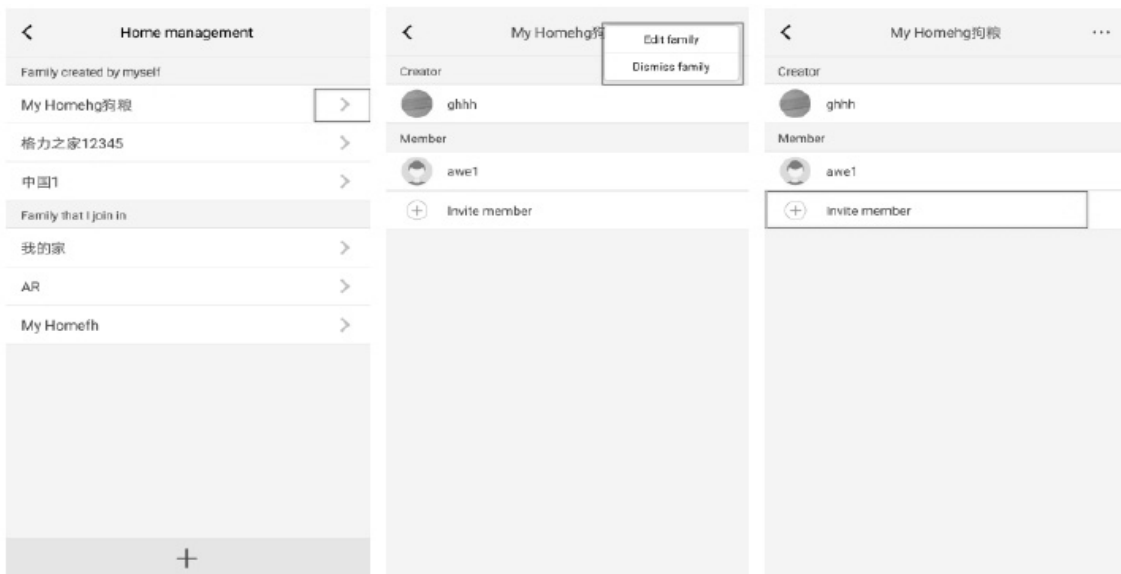 Home management
Family created by myself
My Homehg狗粮
格力之家12345
中国1
Family that I join in
我的家
AR
My Homefh
My Homehg
Edit family
Dismiss family
Creator
ghhh
Member
awe1
Invite member
My Homehg狗粮
Creator
ghhh
Member
awe1
Invite member